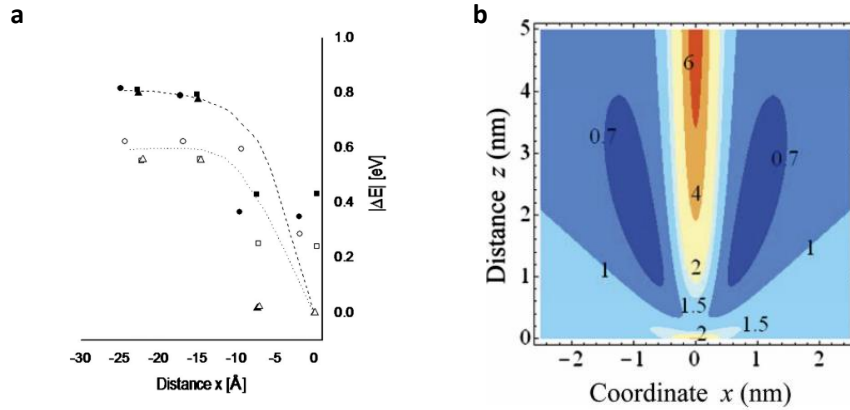 a
1.0
0.8
0.6
0.4
0.2
0.0
|ΔE| [eV]
-30 -25 -20 -15 -10 -5 0
Distance x [Å]
b
5
4
3
2
1
0
Distance z (nm)
6
0.7
0.7
4
2
1
1
1.5
1.5
2
−2 −1 0 1 2
Coordinate x (nm)